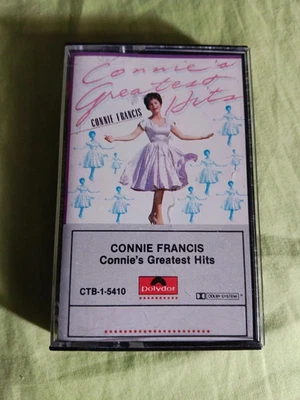 Connie's
Greatest
Hits
CONNIE FRANCIS
CONNIE FRANCIS
Connie's Greatest Hits
CTB-1-5410
polydor
DOLBY SYSTEM